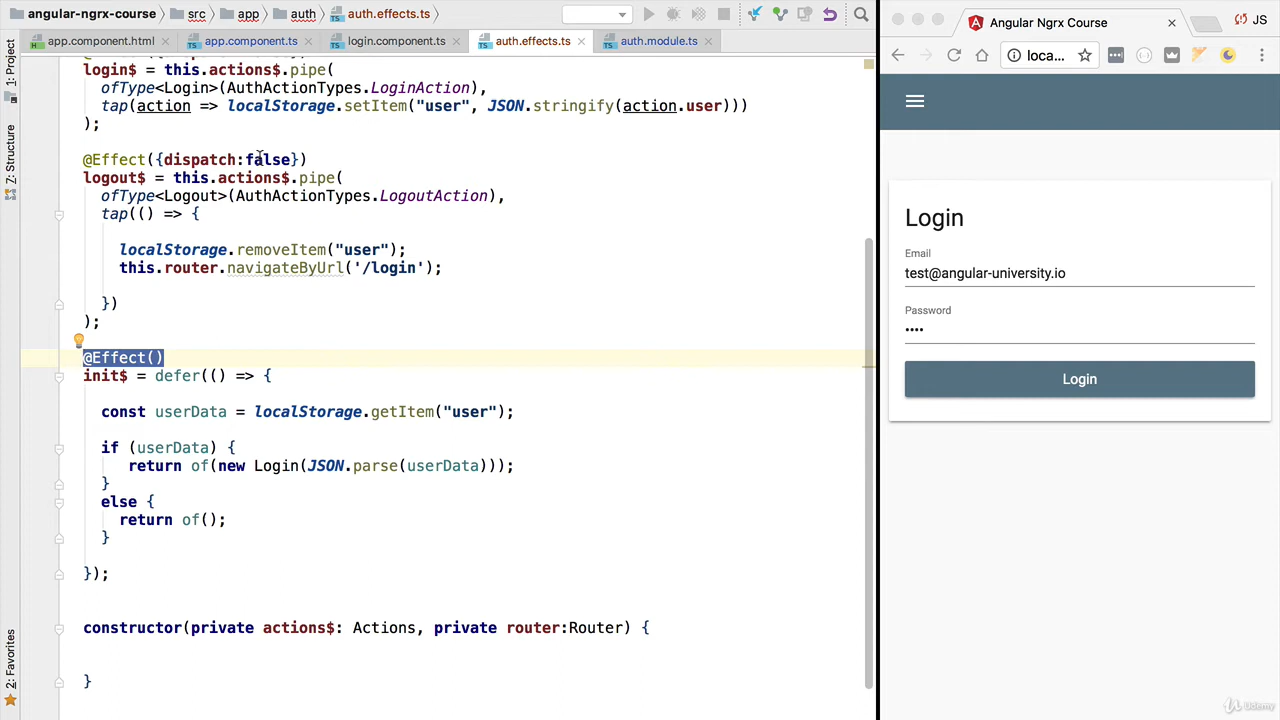 angular-ngrx-course src app auth auth.effects.ts
app.component.html app.component.ts login.component.ts auth.effects.ts auth.module.ts
1: Project
Z: Structure
2: Favorites
login$ = this.actions$.pipe(
ofType<Login>(AuthActionTypes.LoginAction),
tap(action => localStorage.setItem("user", JSON.stringify(action.user)))
);
@Effect({dispatch:false})
logout$ = this.actions$.pipe(
ofType<Logout>(AuthActionTypes.LogoutAction),
tap(() => {
localStorage.removeItem("user");
this.router.navigateByUrl('/login');
})
);
@Effect()
init$ = defer(() => {
const userData = localStorage.getItem("user");
if (userData) {
return of(new Login(JSON.parse(userData)));
}
else {
return of();
}
});
constructor(private actions$: Actions, private router:Router) {
}
Angular Ngrx Course
JS
loca...
Login
Email
test@angular-university.io
Password
••••
Login
Udemy